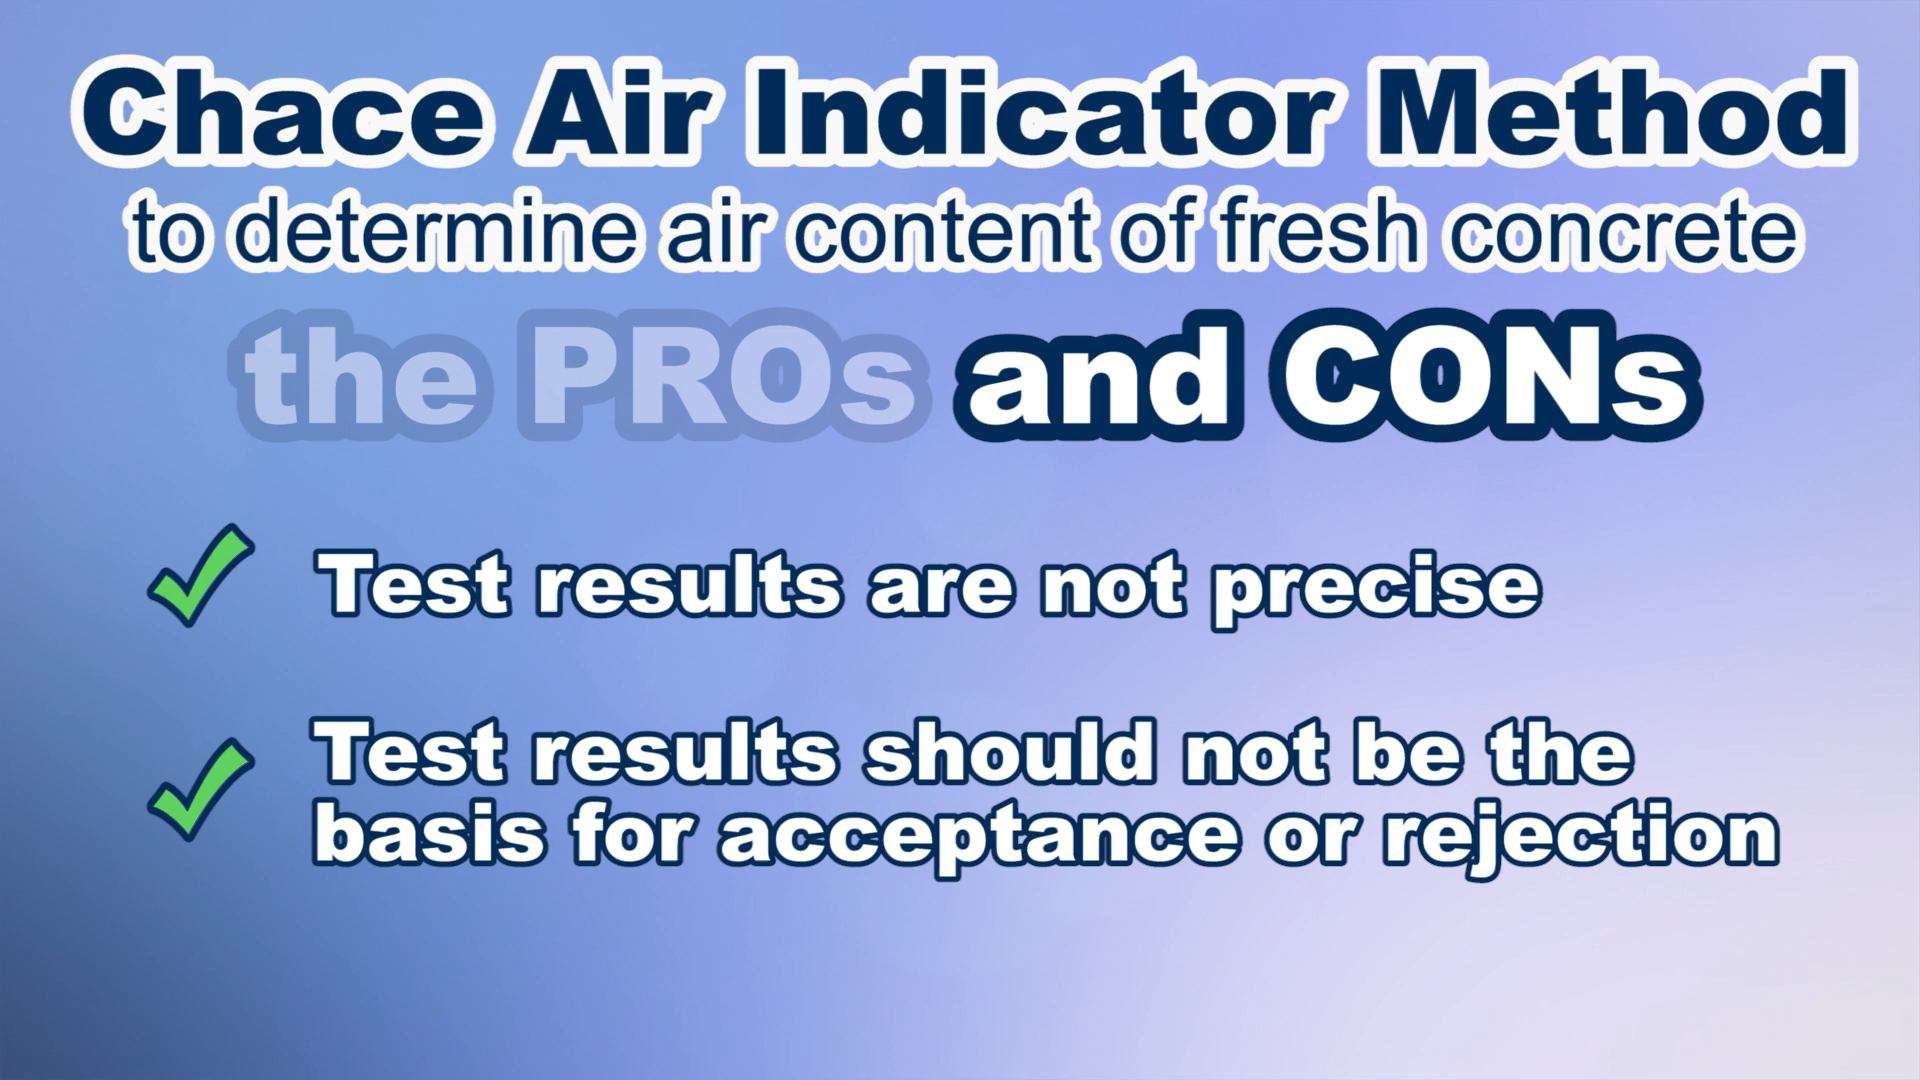 Chace Air Indicator Method
to determine air content of fresh concrete
the PROs and CONs
Test results are not precise
Test results should not be the
basis for acceptance or rejection